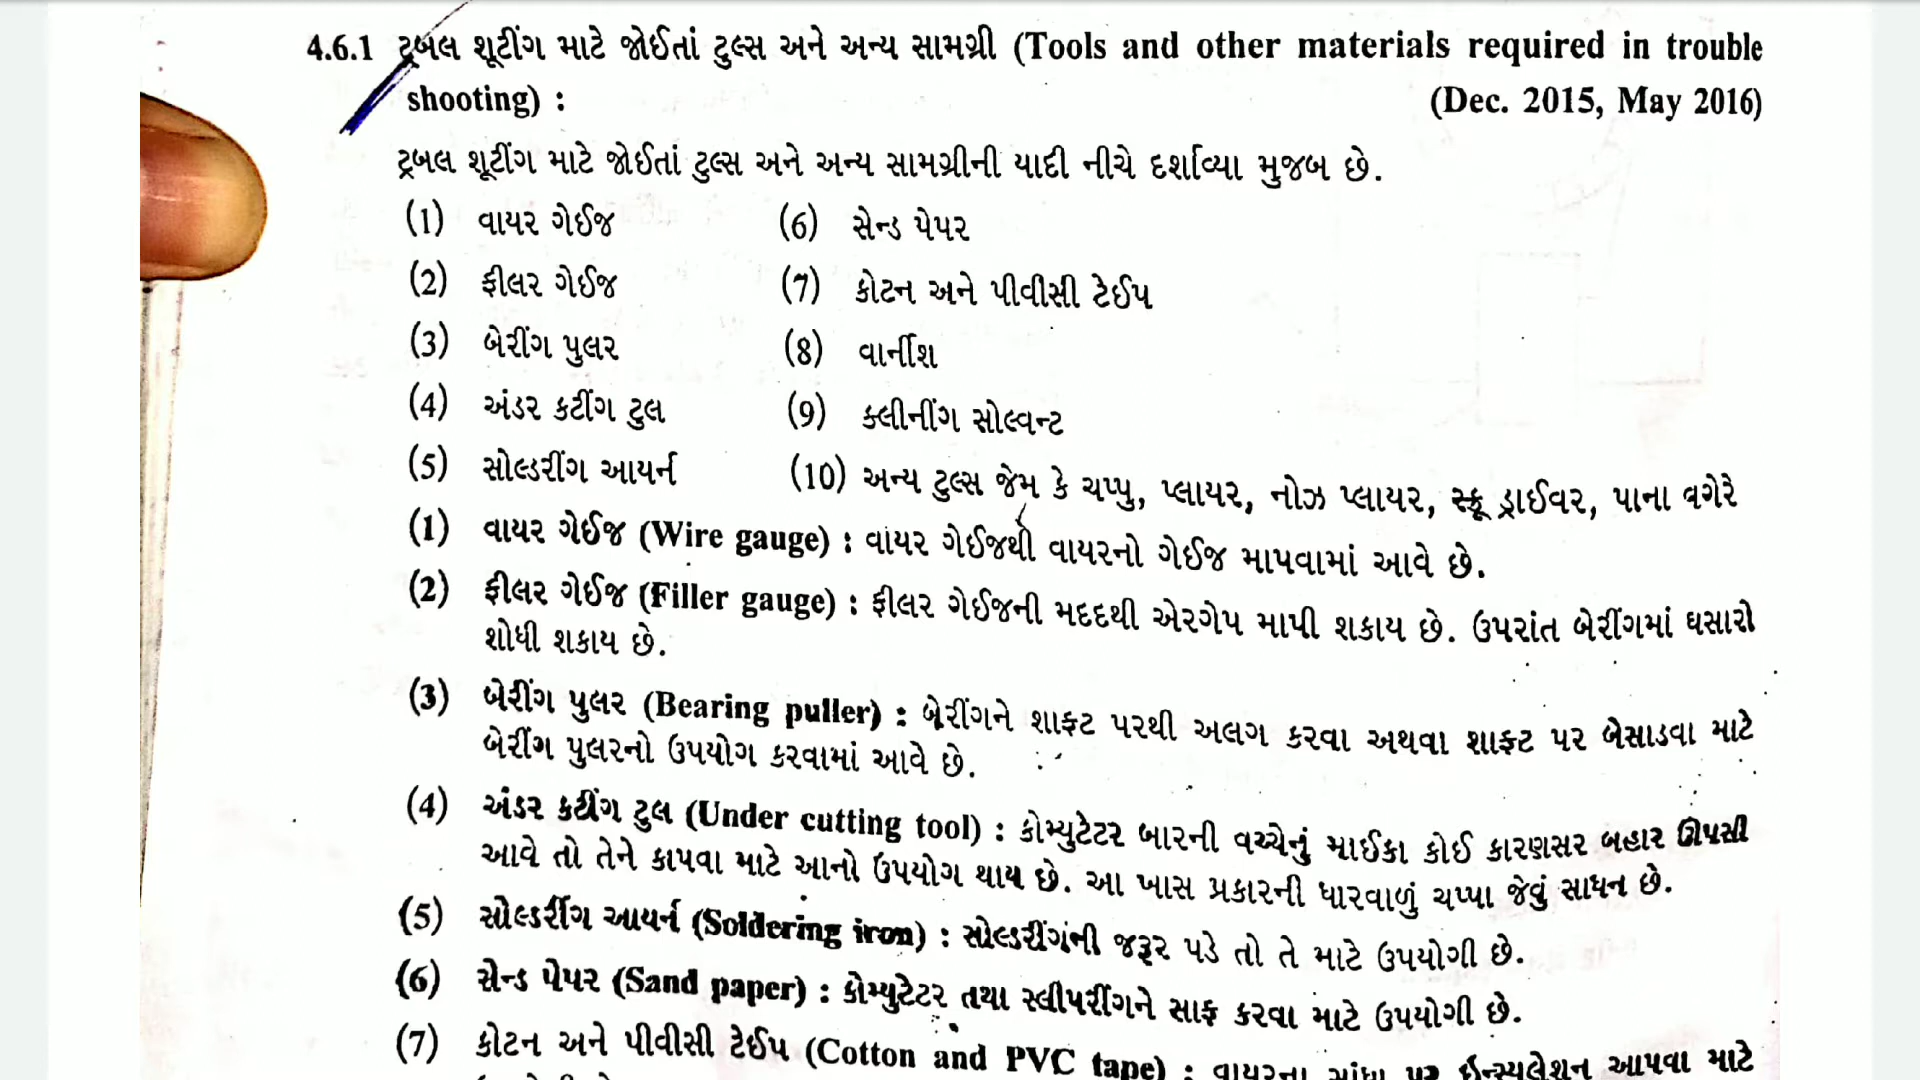 4.6.1 ટ્રબલ શૂટીંગ માટે જોઈતાં ટુલ્સ અને અન્ય સામગ્રી (Tools and other materials required in trouble
shooting) : (Dec. 2015, May 2016)
ટ્રબલ શૂટીંગ માટે જોઈતાં ટુલ્સ અને અન્ય સામગ્રીની યાદી નીચે દર્શાવ્યા મુજબ છે.
(1) વાયર ગેઈજ (6) સેન્ડ પેપર
(2) ફીલર ગેઈજ (7) કોટન અને પીવીસી ટેઈપ
(3) બેરીંગ પુલર (8) વાર્નીશ
(4) અંડર કટીંગ ટુલ (9) ક્લીનીંગ સોલ્વન્ટ
(5) સોલ્ડરીંગ આયર્ન (10) અન્ય ટુલ્સ જેમ કે ચપ્પુ, પ્લાયર, નોઝ પ્લાયર, સ્ક્રૂ ડ્રાઈવર, પાના વગેરે
(1) વાયર ગેઈજ (Wire gauge) : વાયર ગેઈજથી વાયરનો ગેઈજ માપવામાં આવે છે.
(2) ફીલર ગેઈજ (Filler gauge) : ફીલર ગેઈજની મદદથી એરગેપ માપી શકાય છે. ઉપરાંત બેરીંગમાં ઘસારો
શોધી શકાય છે.
(3) બેરીંગ પુલર (Bearing puller) : બેરીંગને શાફ્ટ પરથી અલગ કરવા અથવા શાફ્ટ પર બેસાડવા માટે
બેરીંગ પુલરનો ઉપયોગ કરવામાં આવે છે.
(4) અંડર કટીંગ ટુલ (Under cutting tool) : કોમ્યુટેટર બારની વચ્ચેનું માઈકા કોઈ કારણસર બહાર ઊપસી
આવે તો તેને કાપવા માટે આનો ઉપયોગ થાય છે. આ ખાસ પ્રકારની ધારવાળું ચપ્પા જેવું સાધન છે.
(5) સોલ્ડરીંગ આયર્ન (Soldering iron) : સોલ્ડરીંગની જરૂર પડે તો તે માટે ઉપયોગી છે.
(6) સેન્ડ પેપર (Sand paper) : કોમ્યુટેટર તથા સ્લીપરીંગને સાફ કરવા માટે ઉપયોગી છે.
(7) કોટન અને પીવીસી ટેઈપ (Cotton and PVC tape) : વાયરના સાંધા પર ઈન્સ્યુલેશન આપવા માટે